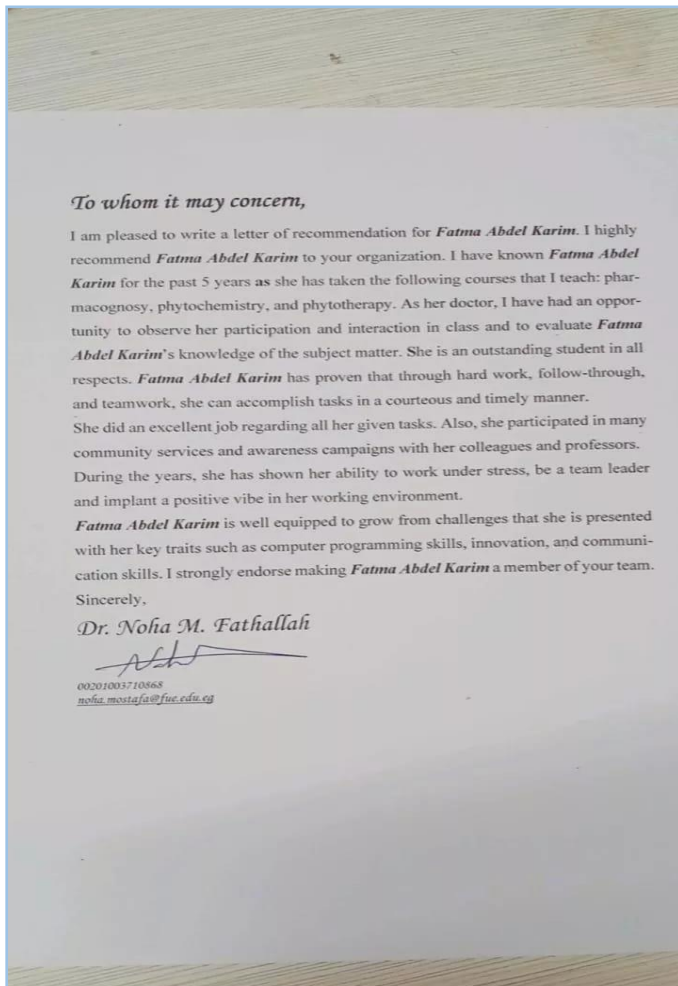 To whom it may concern,
I am pleased to write a letter of recommendation for Fatma Abdel Karim. I highly
recommend Fatma Abdel Karim to your organization. I have known Fatma Abdel
Karim for the past 5 years as she has taken the following courses that I teach: phar-
macognosy, phytochemistry, and phytotherapy. As her doctor, I have had an oppor-
tunity to observe her participation and interaction in class and to evaluate Fatma
Abdel Karim's knowledge of the subject matter. She is an outstanding student in all
respects. Fatma Abdel Karim has proven that through hard work, follow-through,
and teamwork, she can accomplish tasks in a courteous and timely manner.
She did an excellent job regarding all her given tasks. Also, she participated in many
community services and awareness campaigns with her colleagues and professors.
During the years, she has shown her ability to work under stress, be a team leader
and implant a positive vibe in her working environment.
Fatma Abdel Karim is well equipped to grow from challenges that she is presented
with her key traits such as computer programming skills, innovation, and communi-
cation skills. I strongly endorse making Fatma Abdel Karim a member of your team.
Sincerely,
Dr. Noha M. Fathallah
00201003710868
noha.mostafa@fue.edu.eg